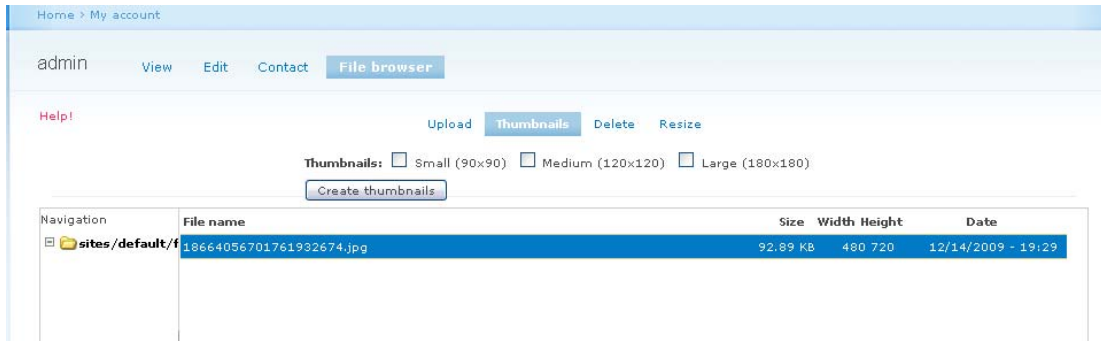 Home > My account
admin View Edit Contact File browser
Help!
Upload Thumbnails Delete Resize
Thumbnails: Small (90x90) Medium (120x120) Large (180x180)
Create thumbnails
Navigation File name Size Width Height Date
sites/default/f 18664056701761932674.jpg 92.89 KB 480 720 12/14/2009 - 19:29